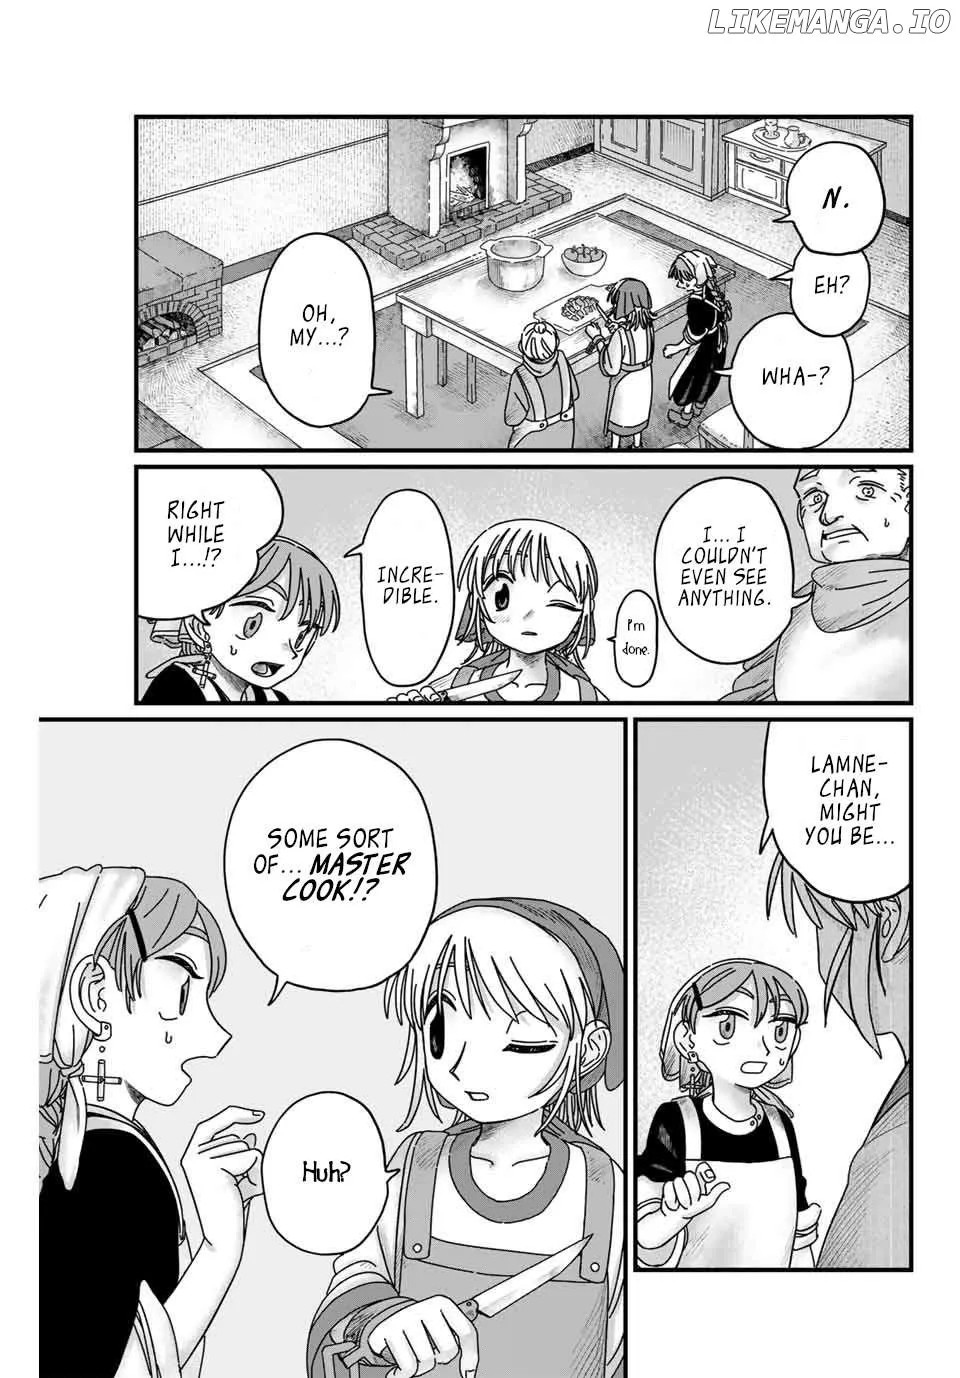 LIKEMANGA.IO
N.
EH?
WHA-?
OH,
MY...?
I... I
COULDN'T
EVEN SEE
ANYTHING.
I'm
done.
INCRE-
DIBLE.
RIGHT
WHILE
I...!?
LAMNE-
CHAN,
MIGHT
YOU BE...
SOME SORT
OF... MASTER
COOK!?
Huh?